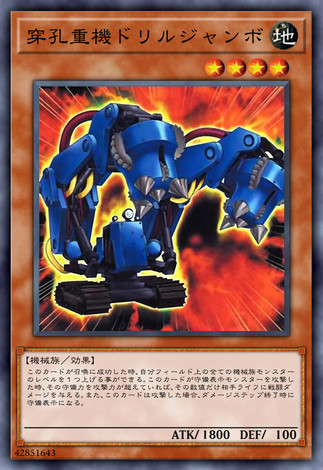 穿孔重機ドリルジャンボ
地
【機械族／効果】
このカードが召喚に成功した時、自分フィールド上の全ての機械族モンスター
のレベルを１つ上げる事ができる。このカードが守備表示モンスターを攻撃し
た時、その守備力を攻撃力が超えていれば、その数値だけ相手ライフに戦闘ダ
メージを与える。また、このカードは攻撃した場合、ダメージステップ終了時に
守備表示になる。
ATK/ 1800 DEF/ 100
42851643